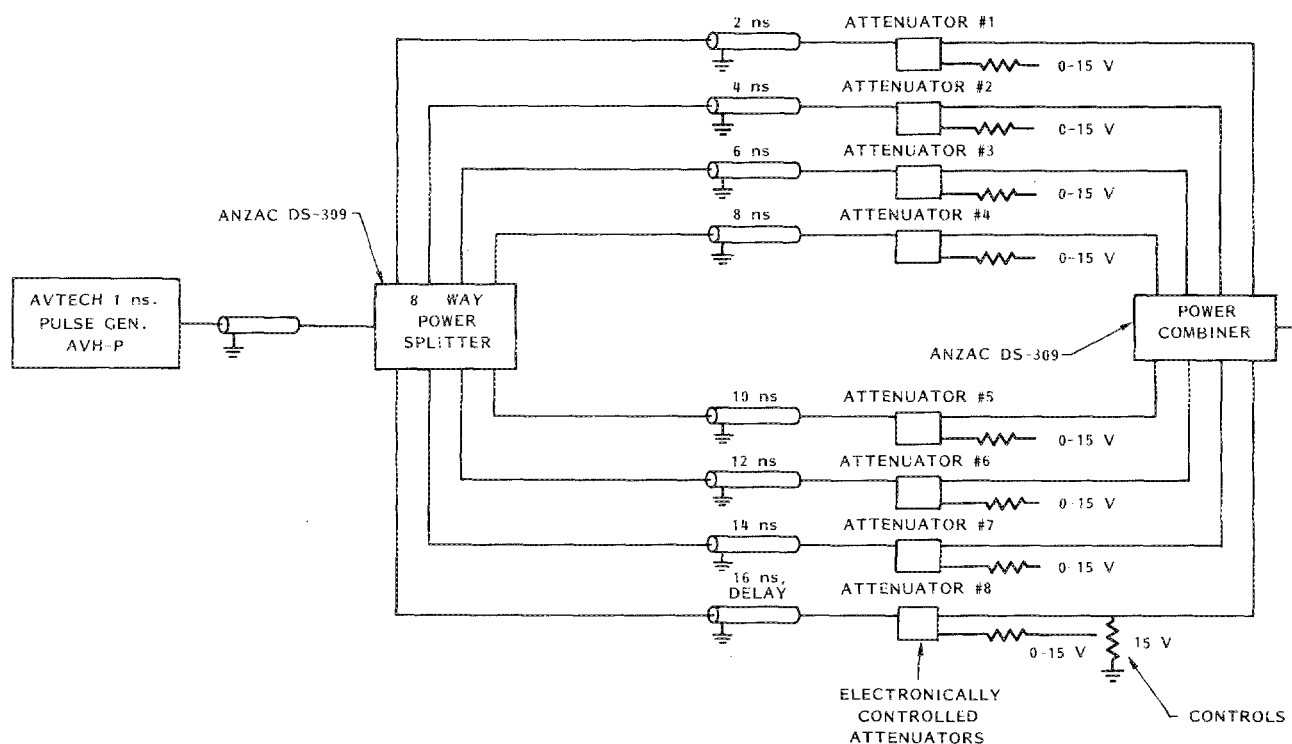 2 ns
ATTENUATOR #1
0-15 V
4 ns
ATTENUATOR #2
0-15 V
6 ns
ATTENUATOR #3
0-15 V
ANZAC DS-309
8 ns
ATTENUATOR #4
0-15 V
AVTECH 1 ns.
PULSE GEN.
AVH-P
8 WAY
POWER
SPLITTER
POWER
COMBINER
ANZAC DS-309
10 ns
ATTENUATOR #5
0-15 V
12 ns
ATTENUATOR #6
0-15 V
14 ns
ATTENUATOR #7
0-15 V
16 ns,
DELAY
ATTENUATOR #8
0-15 V
15 V
ELECTRONICALLY
CONTROLLED
ATTENUATORS
CONTROLS